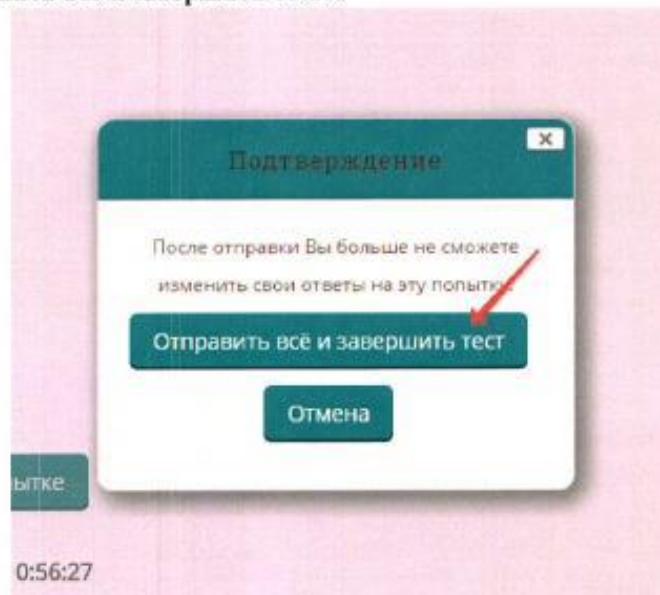 Подтверждение
После отправки Вы больше не сможете
изменить свои ответы на эту попытку
Отправить всё и завершить тест
Отмена
ытке
0:56:27